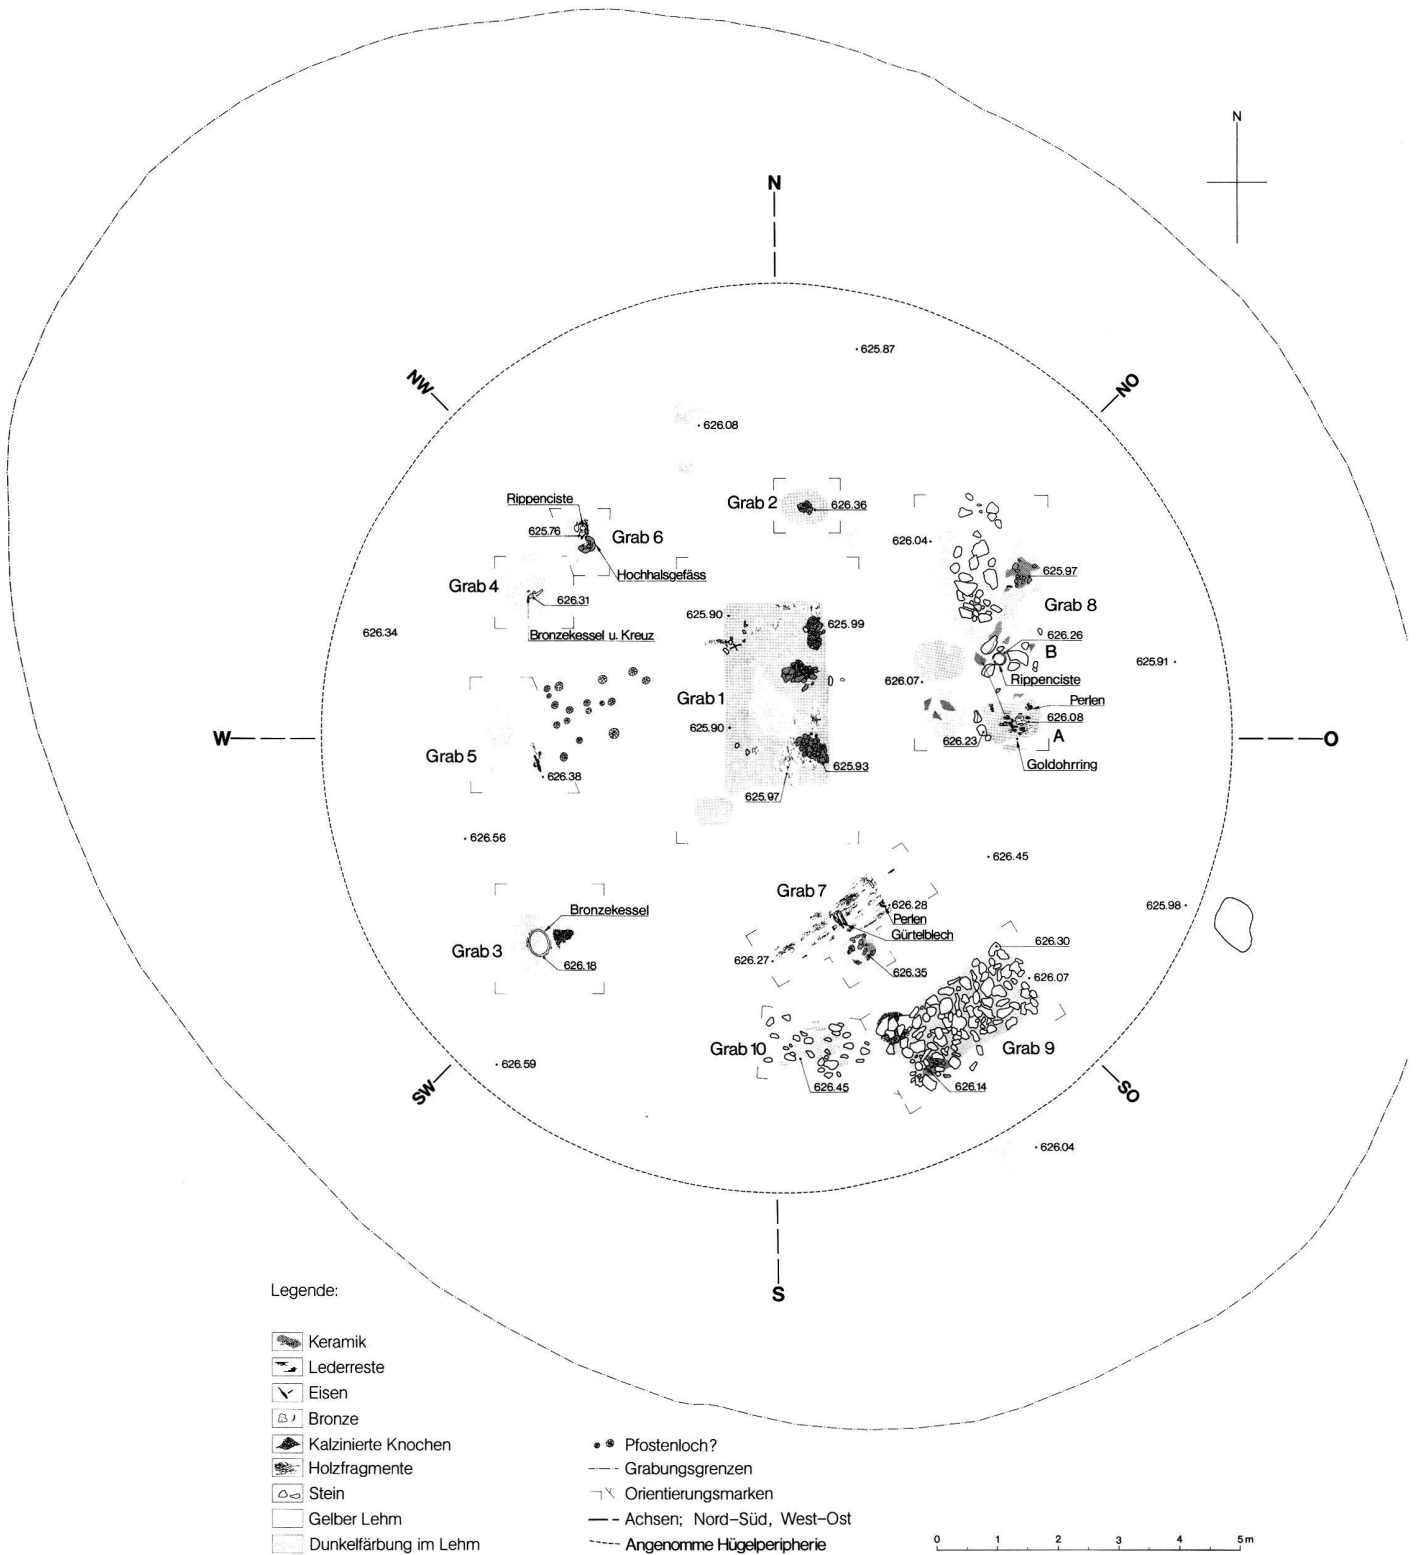 N
N
625.87
NW
NO
626.08
Rippenciste
Grab 2
626.36
625.76
Grab 6
626.04
Hochhalsgefäss
625.97
Grab 4
626.31
Grab 8
625.90
625.99
626.34
Bronzekessel u. Kreuz
626.26
B
625.91
Rippenciste
626.07
Grab 1
Perlen
626.08
625.90
W
626.23
A
O
Grab 5
625.93
Goldohrring
626.38
625.97
626.56
626.45
Grab 7
626.28
Perlen
625.98
Bronzekessel
Gürtelblech
Grab 3
626.30
626.18
626.27
626.35
626.07
Grab 10
Grab 9
626.59
626.45
626.14
SW
SO
626.04
S
Legende:
Keramik
Lederreste
Eisen
Bronze
Kalzinierte Knochen
Holzfragmente
Stein
Gelber Lehm
Dunkelfärbung im Lehm
Pfostenloch?
Grabungsgrenzen
Orientierungsmarken
Achsen; Nord–Süd, West–Ost
Angenomme Hügelperipherie
0 1 2 3 4 5m